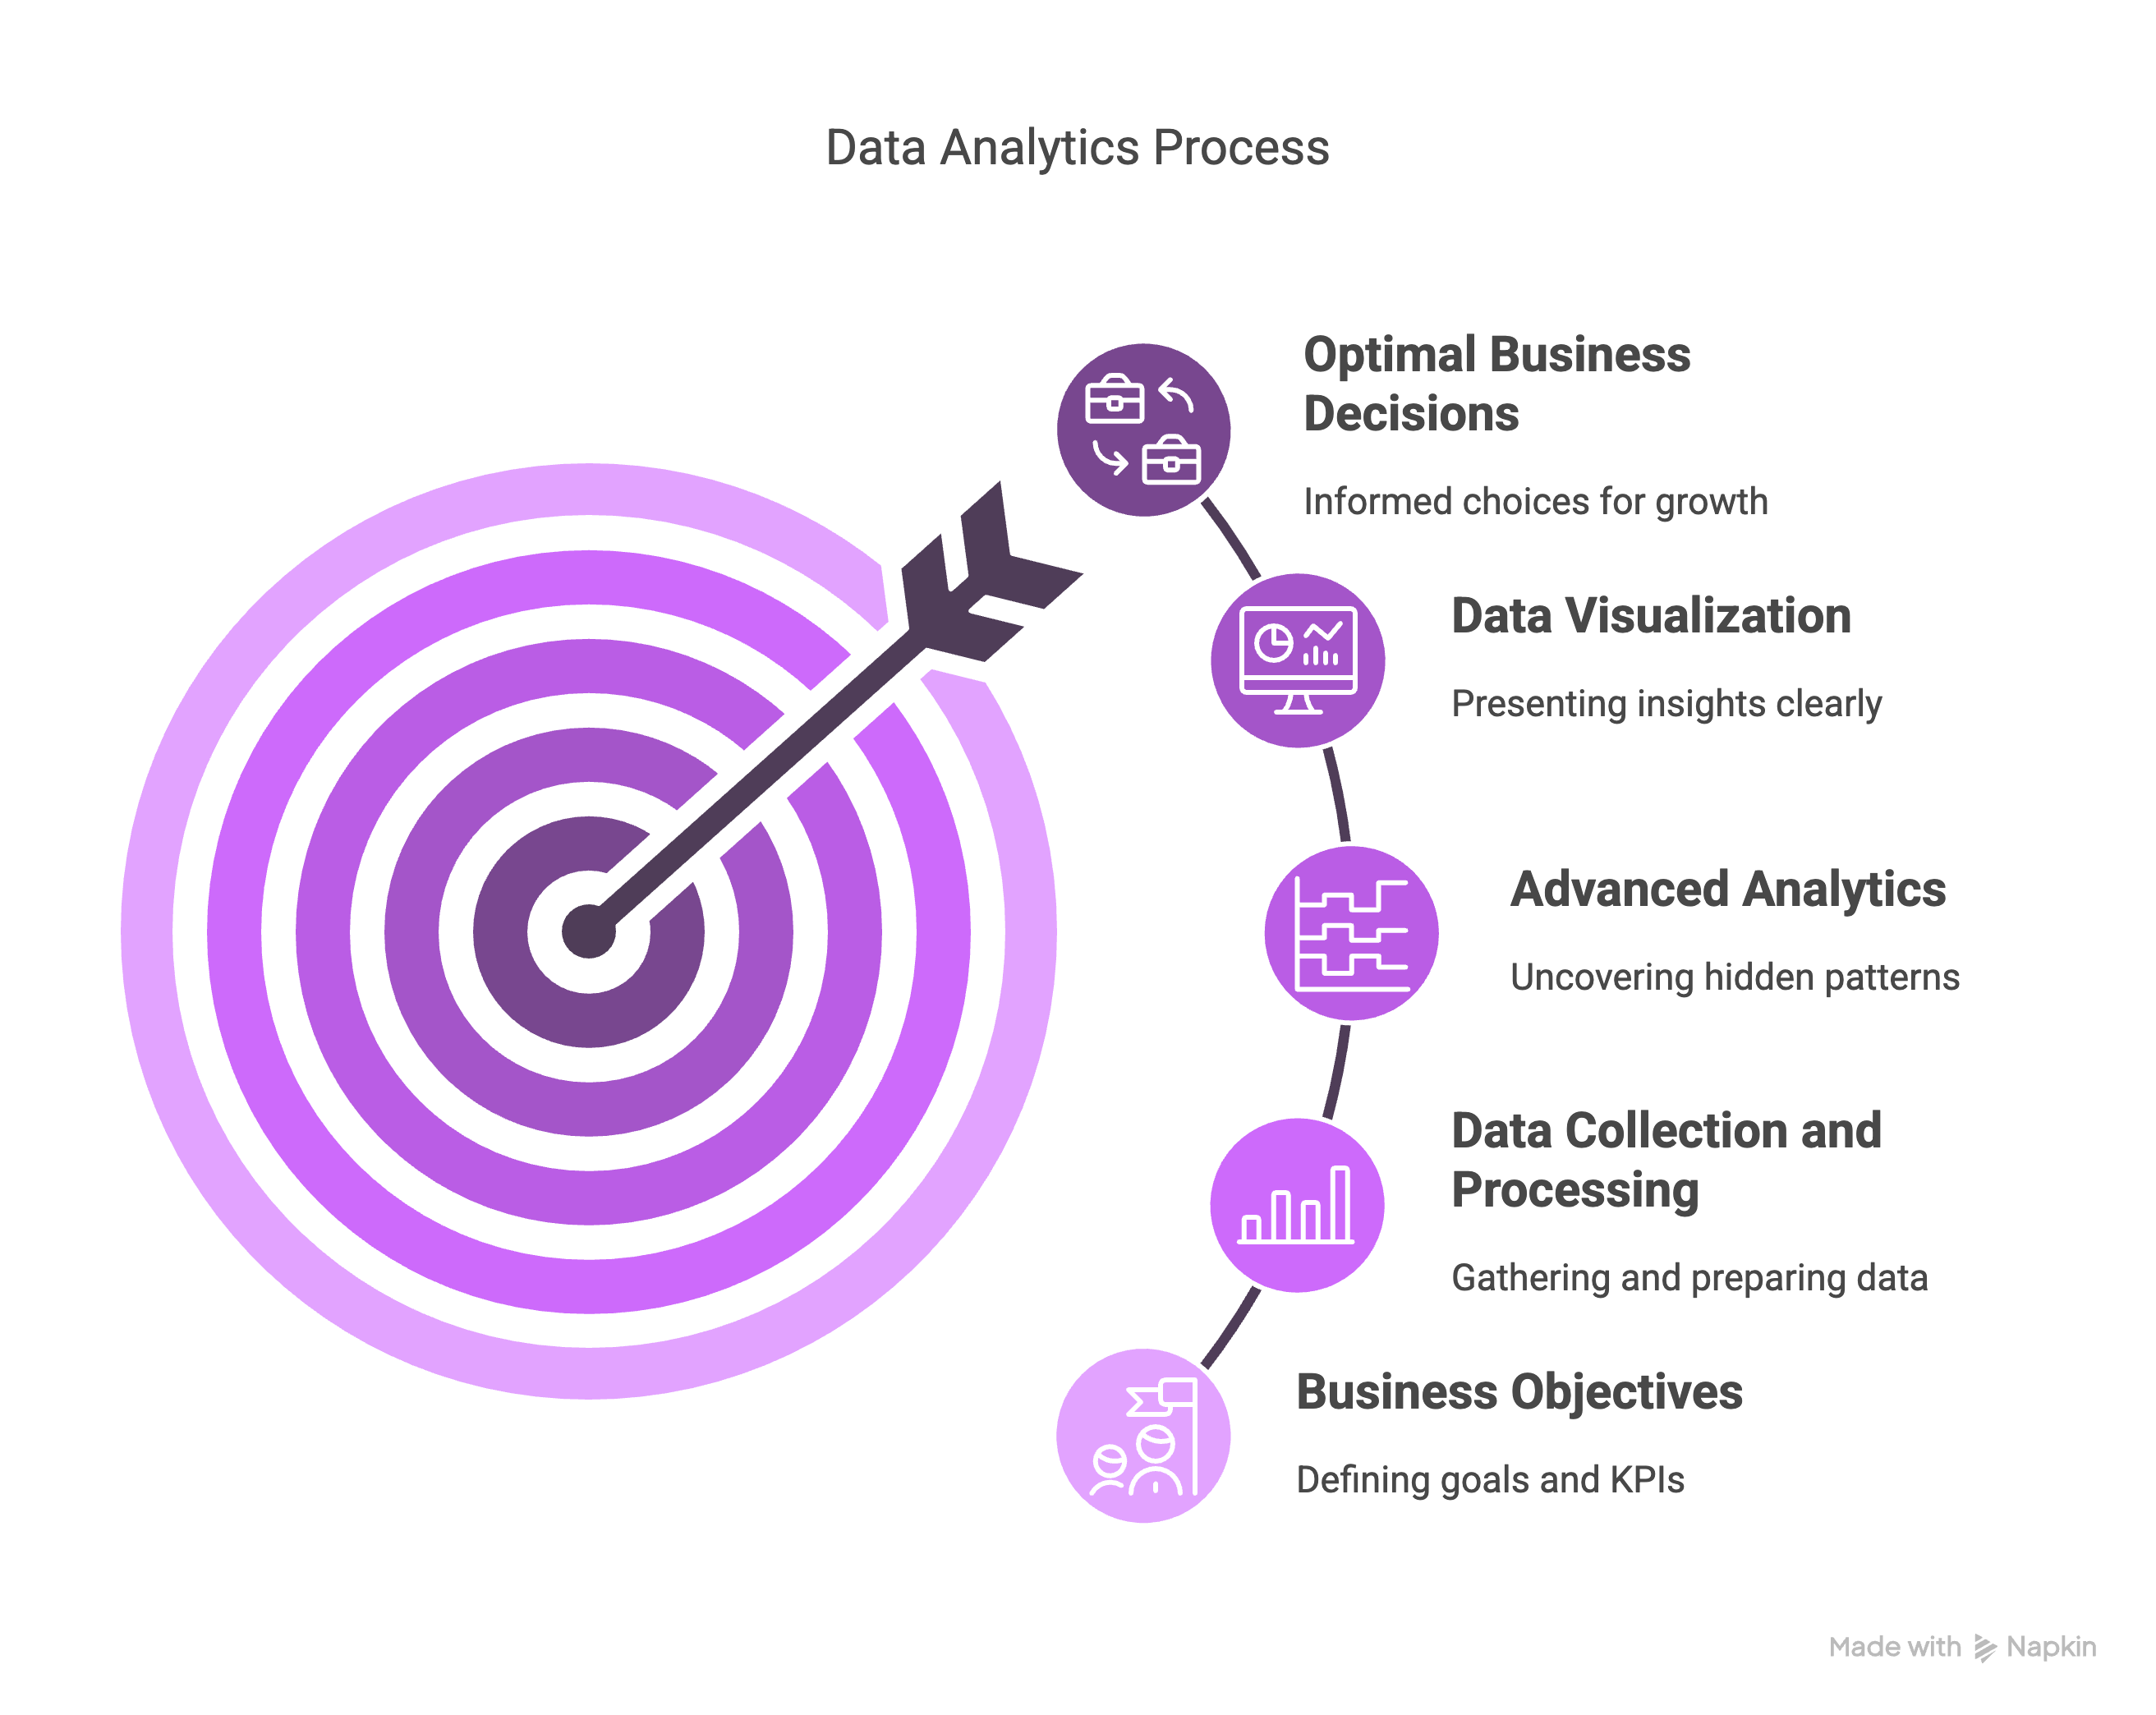 Data Analytics Process
Optimal Business
Decisions
Informed choices for growth
Data Visualization
Presenting insights clearly
Advanced Analytics
Uncovering hidden patterns
Data Collection and
Processing
Gathering and preparing data
Business Objectives
Defining goals and KPIs
Made with Napkin